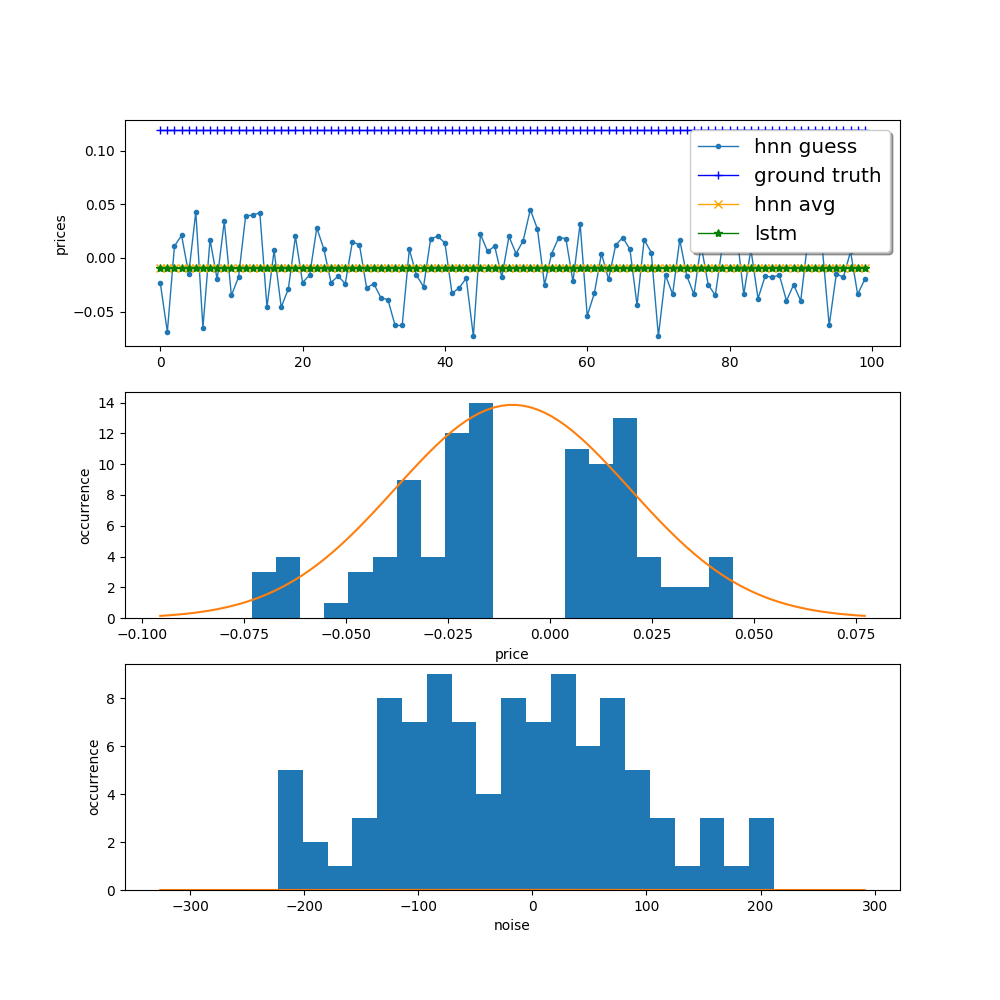 prices
0.10
0.05
0.00
−0.05
hnn guess
ground truth
hnn avg
lstm
0 20 40 60 80 100
occurrence
14
12
10
8
6
4
2
0
−0.100 −0.075 −0.050 −0.025 0.000 0.025 0.050 0.075
price
occurrence
8
6
4
2
0
−300 −200 −100 0 100 200 300
noise